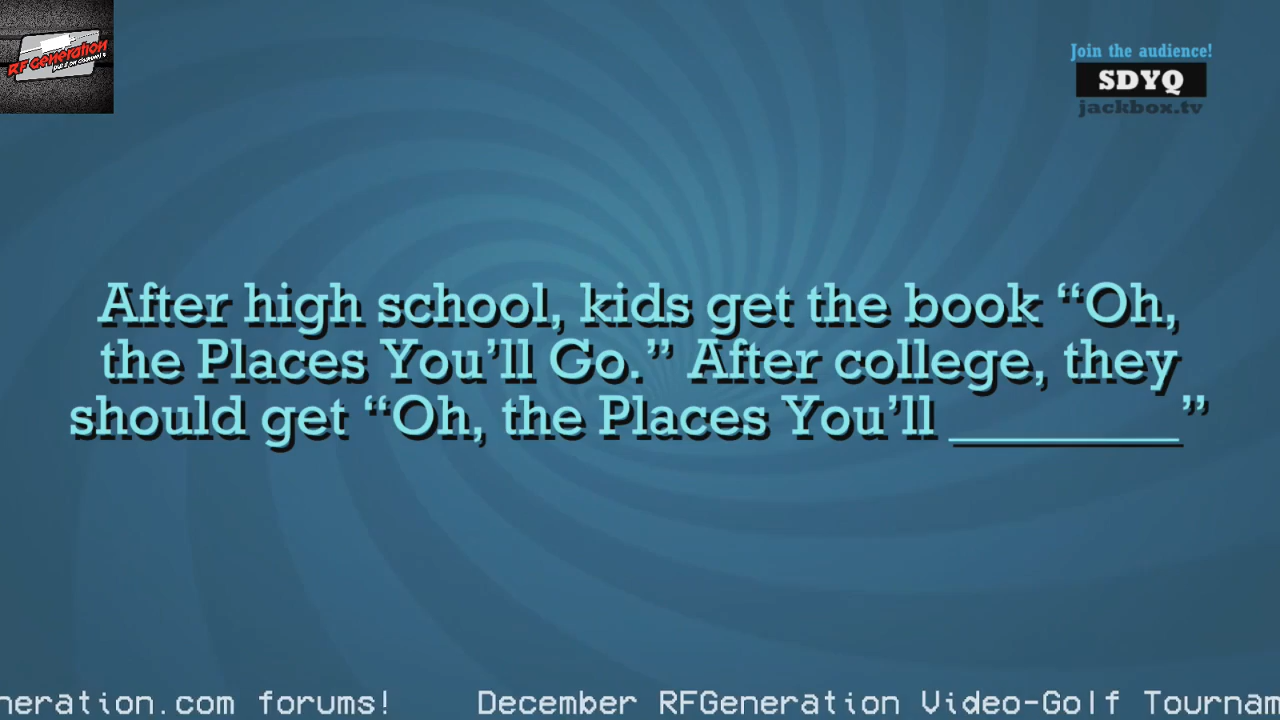 RF Generation
Join the audience!
SDYQ
jackbox.tv
After high school, kids get the book “Oh,
the Places You’ll Go.” After college, they
should get “Oh, the Places You’ll ________”
neration.com forums! December RFGeneration Video-Golf Tournam